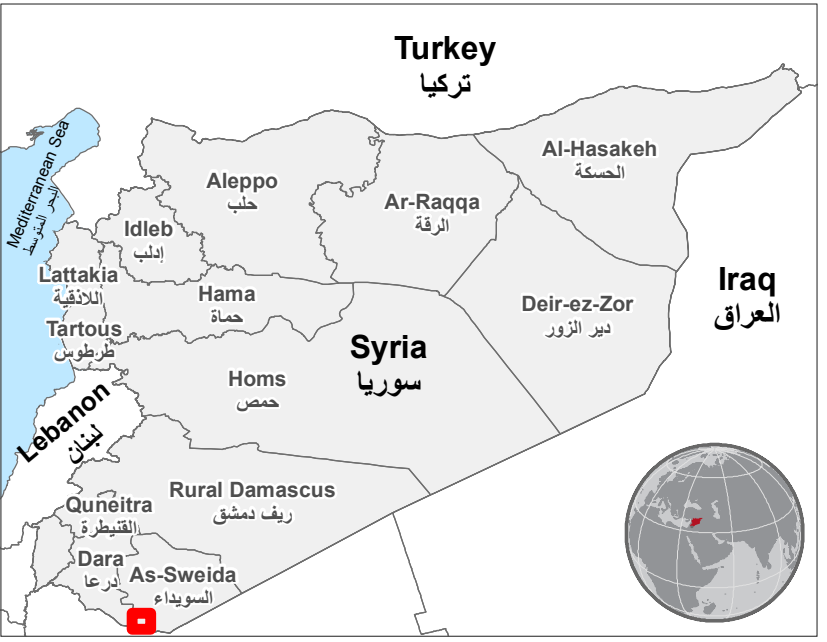 Turkey
تركيا
Mediterranean Sea
البحر المتوسط
Al-Hasakeh
الحسكة
Aleppo
حلب
Ar-Raqqa
الرقة
Idleb
إدلب
Lattakia
اللاذقية
Hama
حماة
Deir-ez-Zor
دير الزور
Iraq
العراق
Tartous
طرطوس
Syria
سوريا
Homs
حمص
Lebanon
لبنان
Rural Damascus
ريف دمشق
Quneitra
القنيطرة
Dara
درعا
As-Sweida
السويداء